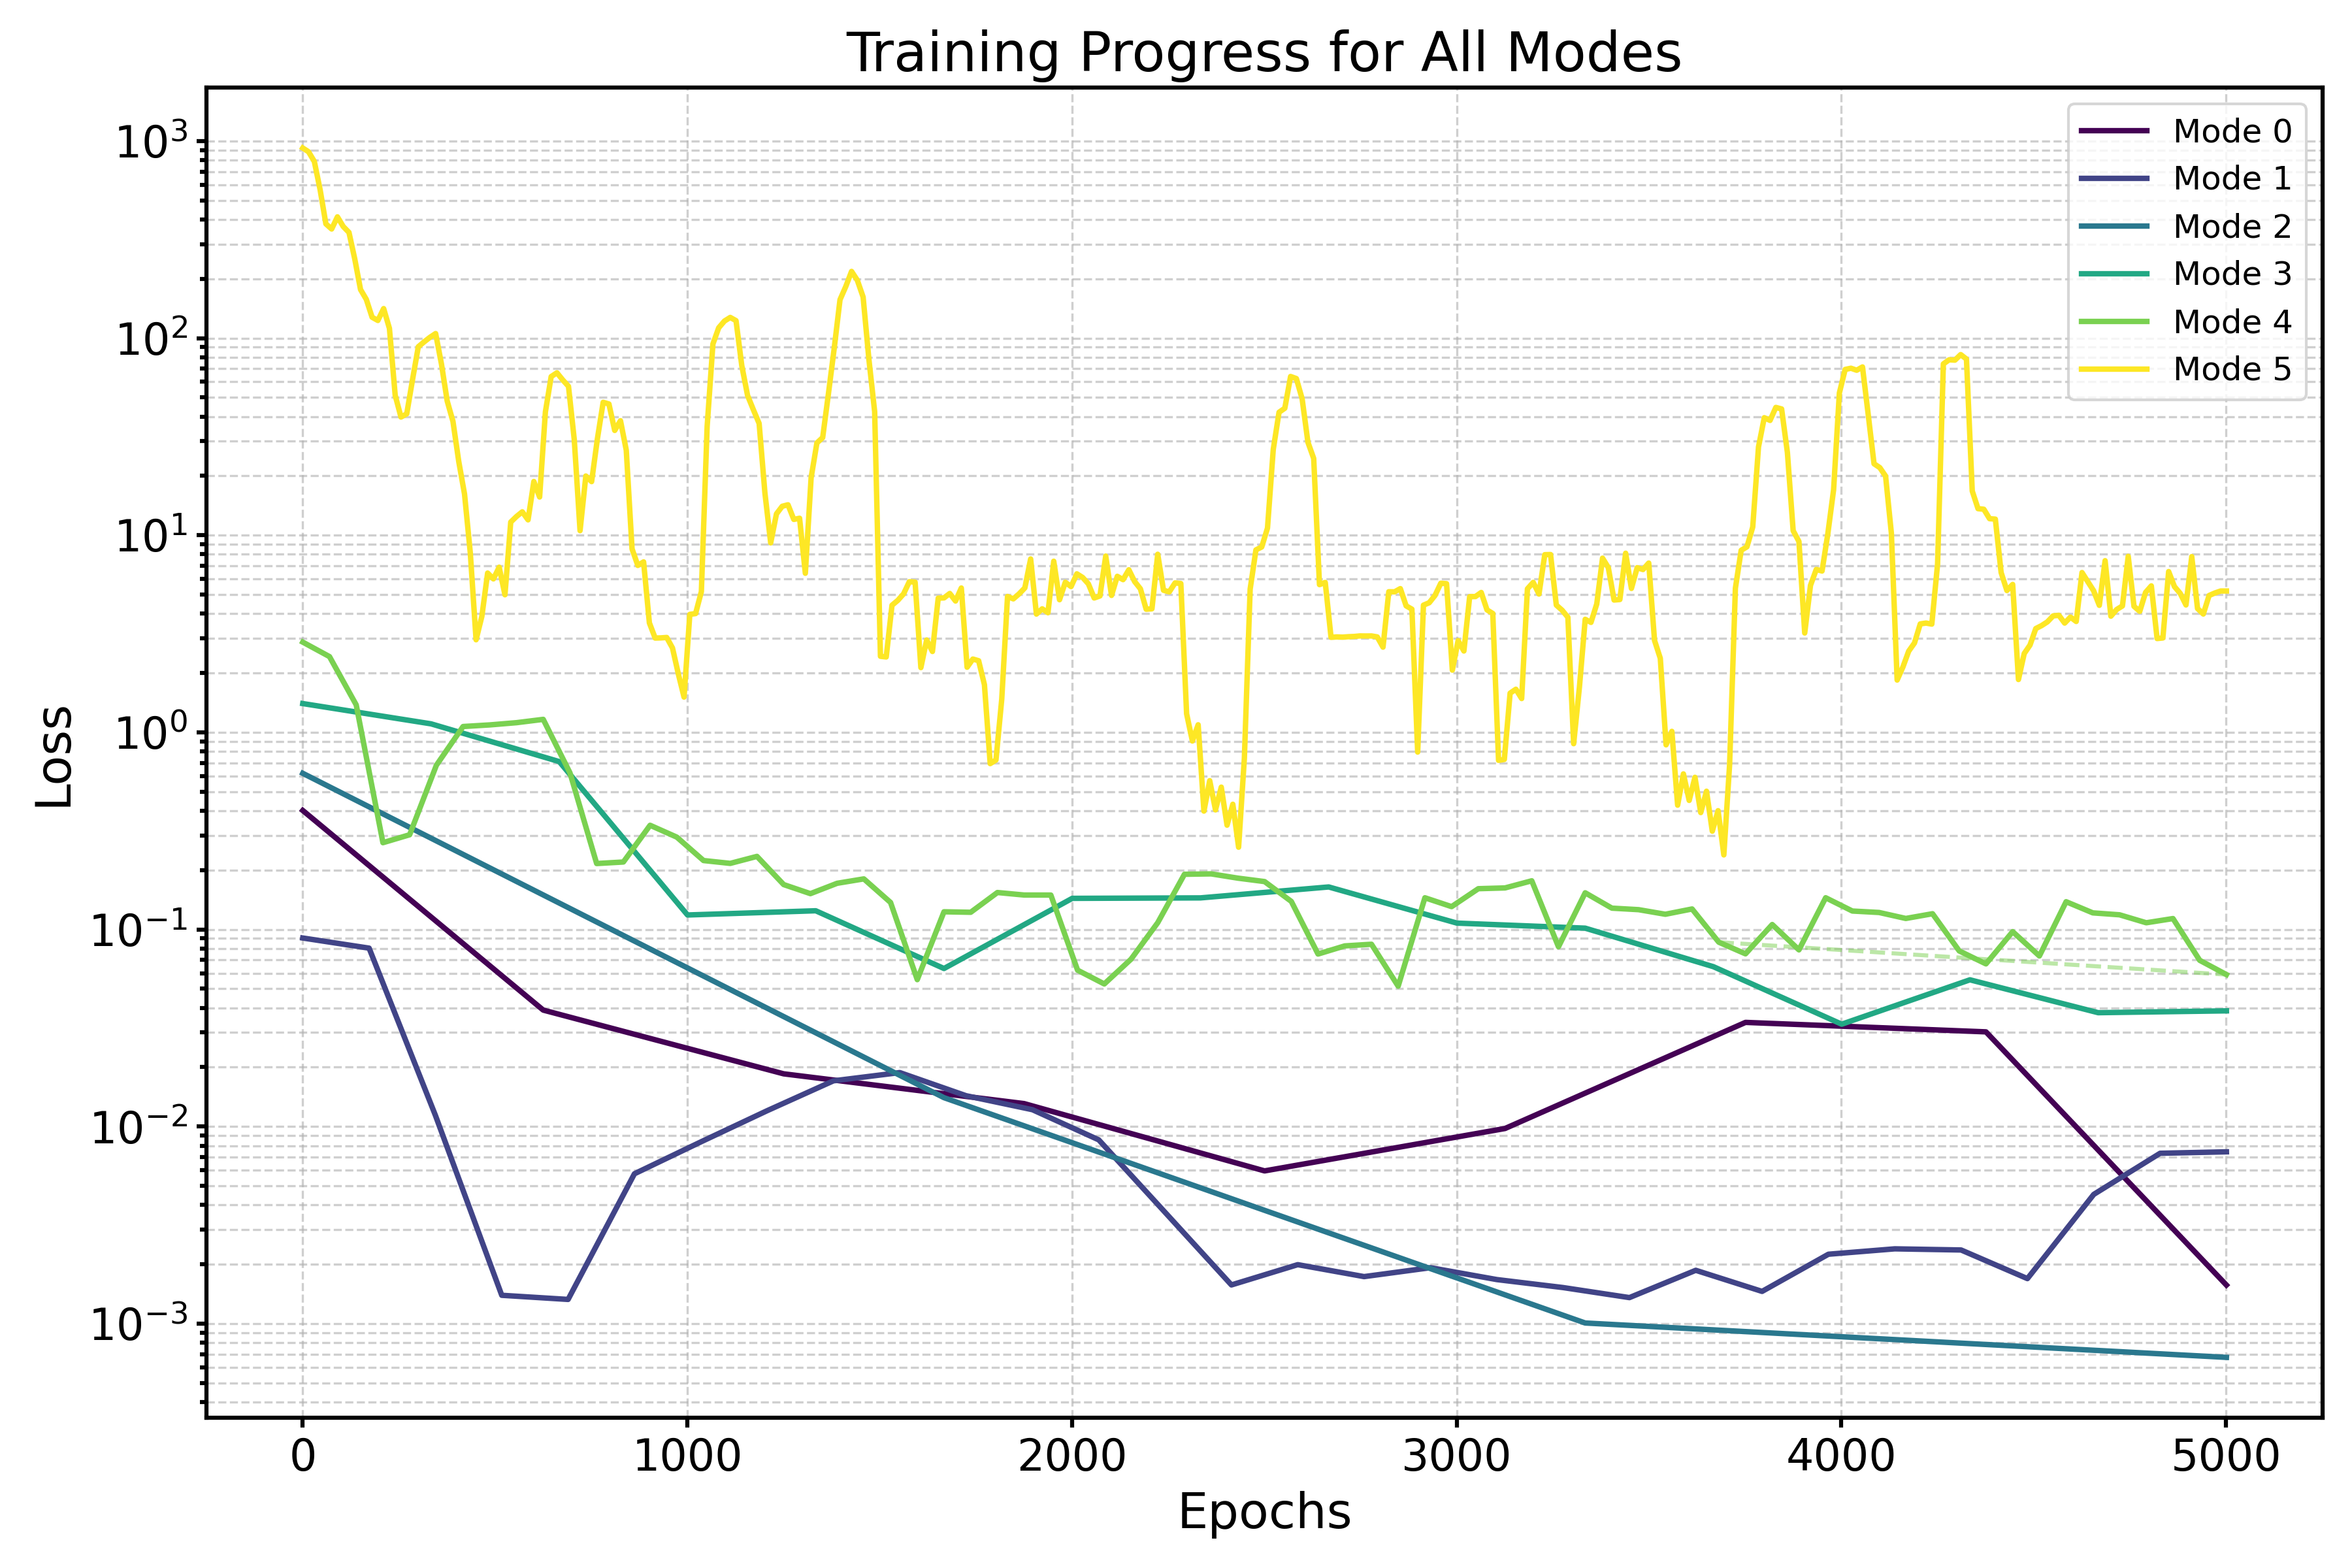 Training Progress for All Modes
10³
10²
10¹
10⁰
10⁻¹
10⁻²
10⁻³
Loss
Mode 0
Mode 1
Mode 2
Mode 3
Mode 4
Mode 5
0 1000 2000 3000 4000 5000
Epochs